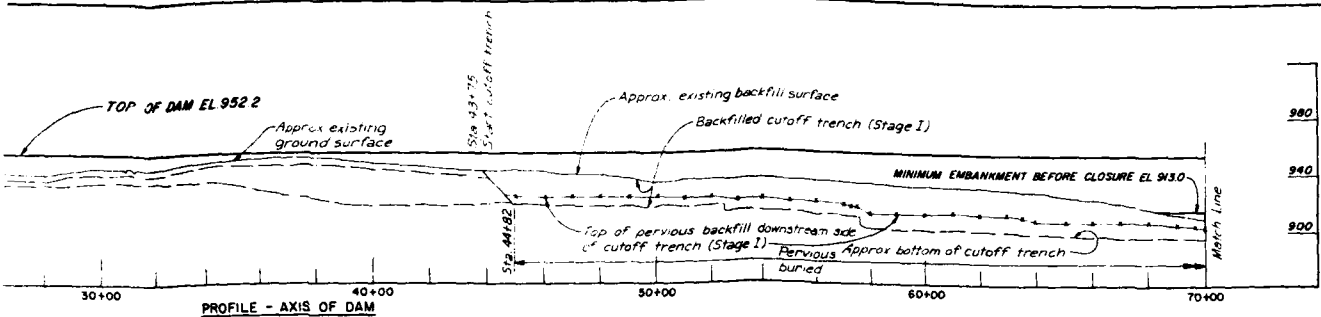 TOP OF DAM EL.952.2
Approx existing
ground surface
Sta 43+75
Start cutoff trench
Approx. existing backfill surface
Backfilled cutoff trench (Stage I)
980
MINIMUM EMBANKMENT BEFORE CLOSURE EL 913.0
940
Sta. 44+82
Top of pervious backfill downstream side
of cutoff trench (Stage I)
Pervious
buried
Approx bottom of cutoff trench
900
Match Line
30+00
40+00
50+00
60+00
70+00
PROFILE - AXIS OF DAM